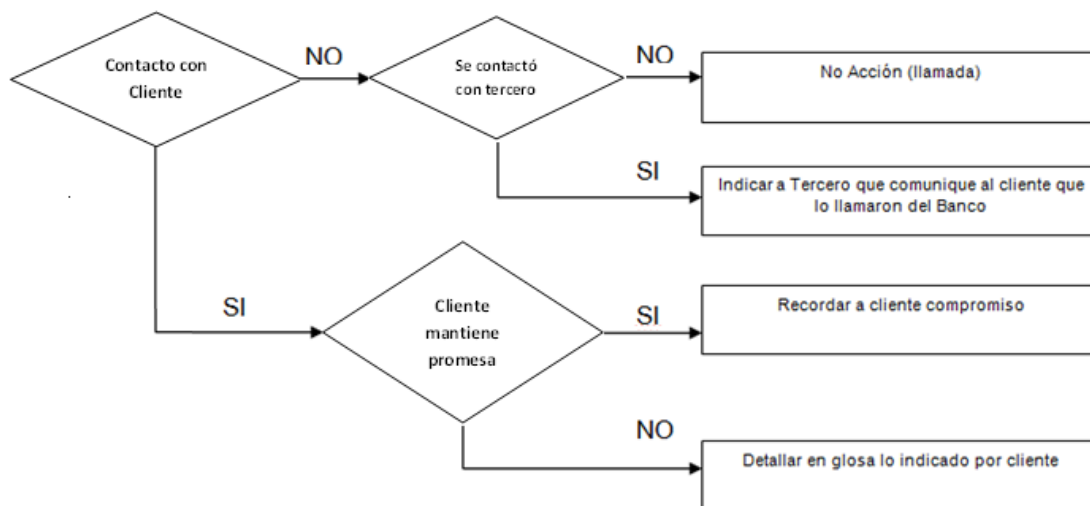 Contacto con
Cliente
NO
Se contactó
con tercero
NO
No Acción (llamada)
SI
Indicar a Tercero que comunique al cliente que
lo llamaron del Banco
SI
Cliente
mantiene
promesa
SI
Recordar a cliente compromiso
NO
Detallar en glosa lo indicado por cliente